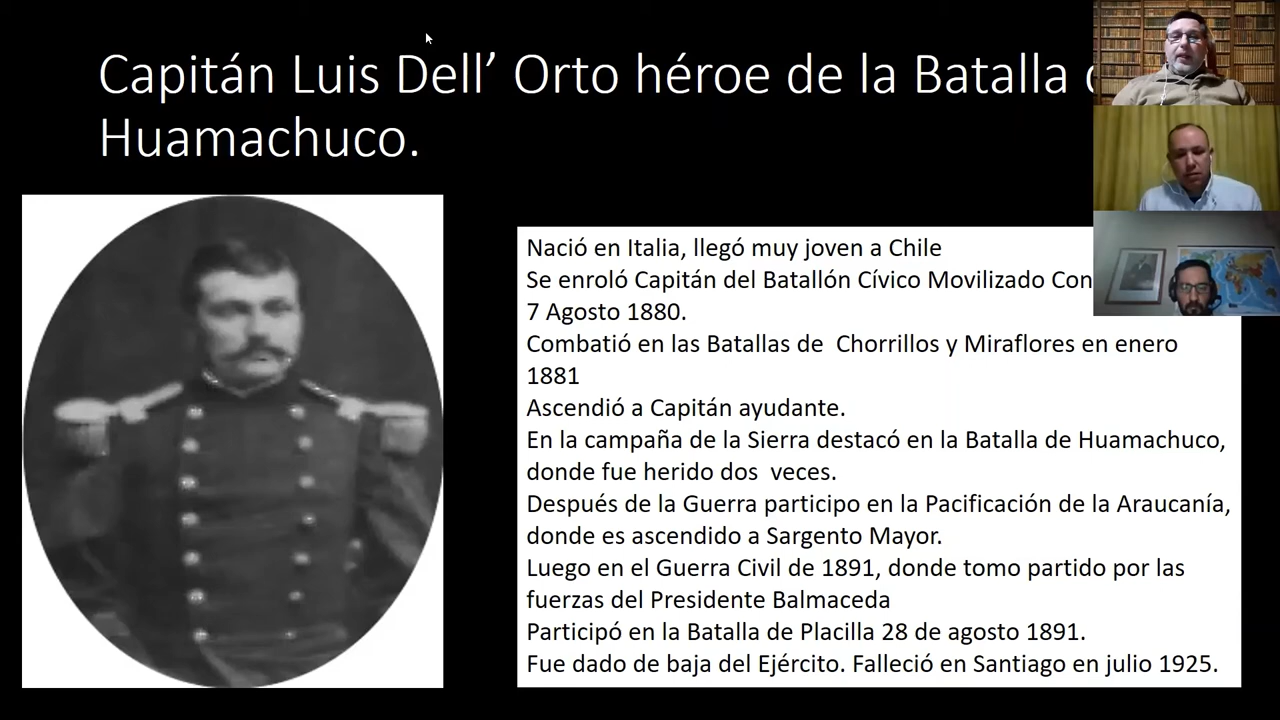 Capitán Luis Dell’ Orto héroe de la Batalla
Huamachuco.
Nació en Italia, llegó muy joven a Chile
Se enroló Capitán del Batallón Cívico Movilizado
7 Agosto 1880.
Combatió en las Batallas de  Chorrillos y Miraflores en enero
1881
Ascendió a Capitán ayudante.
En la campaña de la Sierra destacó en la Batalla de Huamachuco,
donde fue herido dos  veces.
Después de la Guerra participo en la Pacificación de la Araucanía,
donde es ascendido a Sargento Mayor.
Luego en el Guerra Civil de 1891, donde tomo partido por las
fuerzas del Presidente Balmaceda
Participó en la Batalla de Placilla 28 de agosto 1891.
Fue dado de baja del Ejército. Falleció en Santiago en julio 1925.